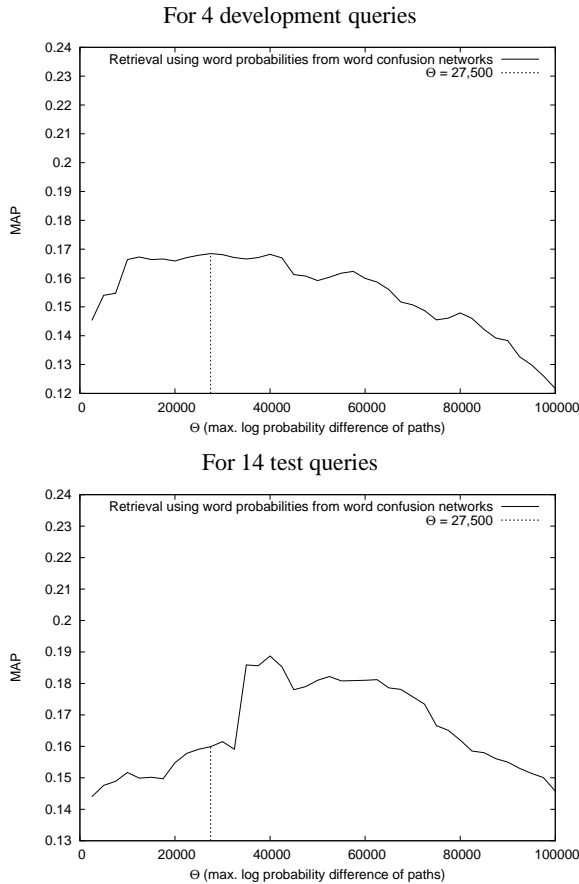 For 4 development queries
0.24
Retrieval using word probabilities from word confusion networks
Θ = 27,500
0.23
0.22
0.21
0.2
0.19
0.18
0.17
0.16
0.15
0.14
0.13
0.12
MAP
0 20000 40000 60000 80000 100000
Θ (max. log probability difference of paths)
For 14 test queries
0.24
Retrieval using word probabilities from word confusion networks
Θ = 27,500
0.23
0.22
0.21
0.2
0.19
0.18
0.17
0.16
0.15
0.14
0.13
MAP
0 20000 40000 60000 80000 100000
Θ (max. log probability difference of paths)